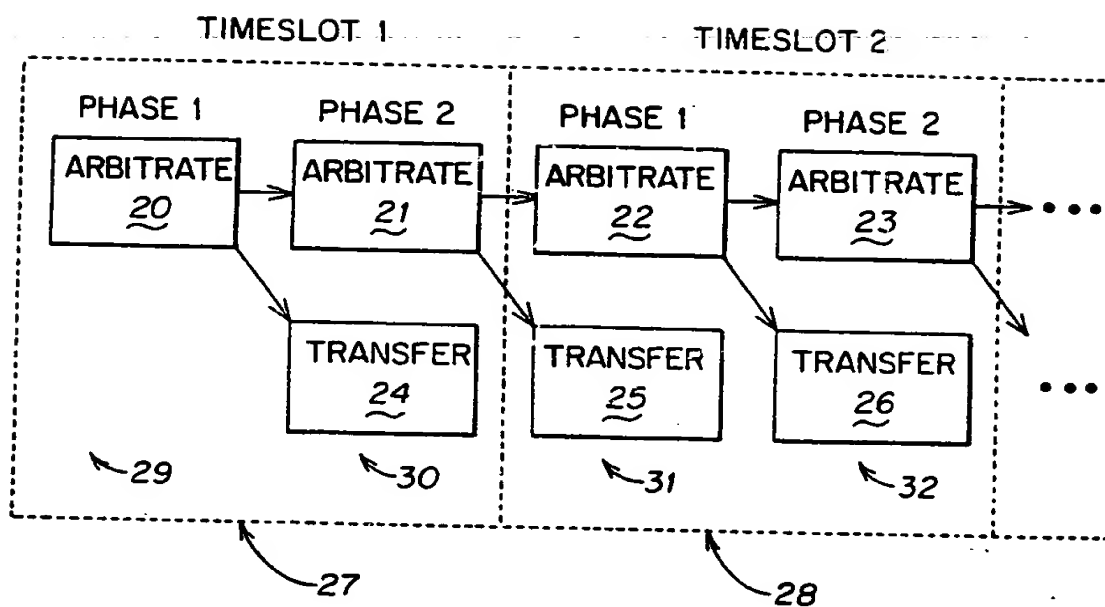 TIMESLOT 1
TIMESLOT 2
PHASE 1
PHASE 2
PHASE 1
PHASE 2
ARBITRATE
20
ARBITRATE
21
ARBITRATE
22
ARBITRATE
23
•••
TRANSFER
24
TRANSFER
25
TRANSFER
26
•••
29
30
31
32
27
28